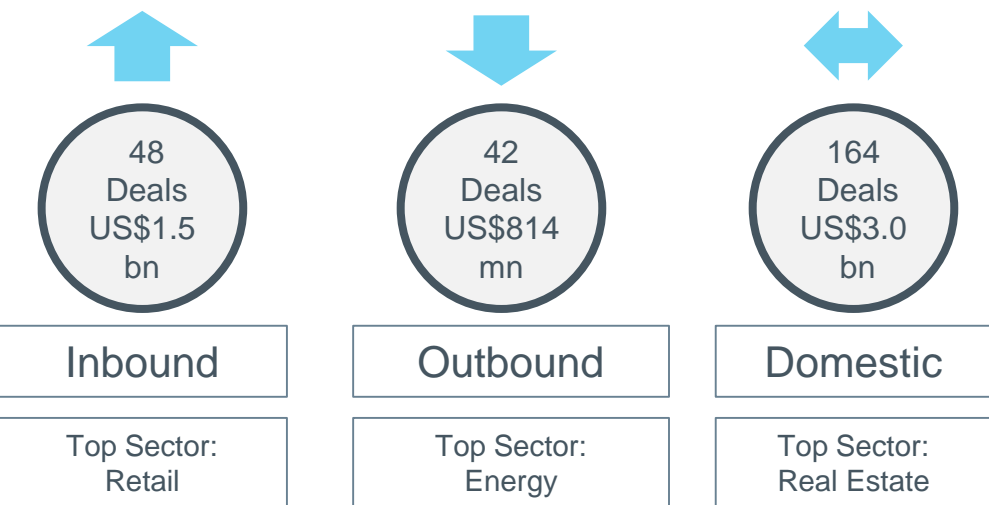 48
Deals
US$1.5
bn
Inbound
Top Sector:
Retail
42
Deals
US$814
mn
Outbound
Top Sector:
Energy
164
Deals
US$3.0
bn
Domestic
Top Sector:
Real Estate